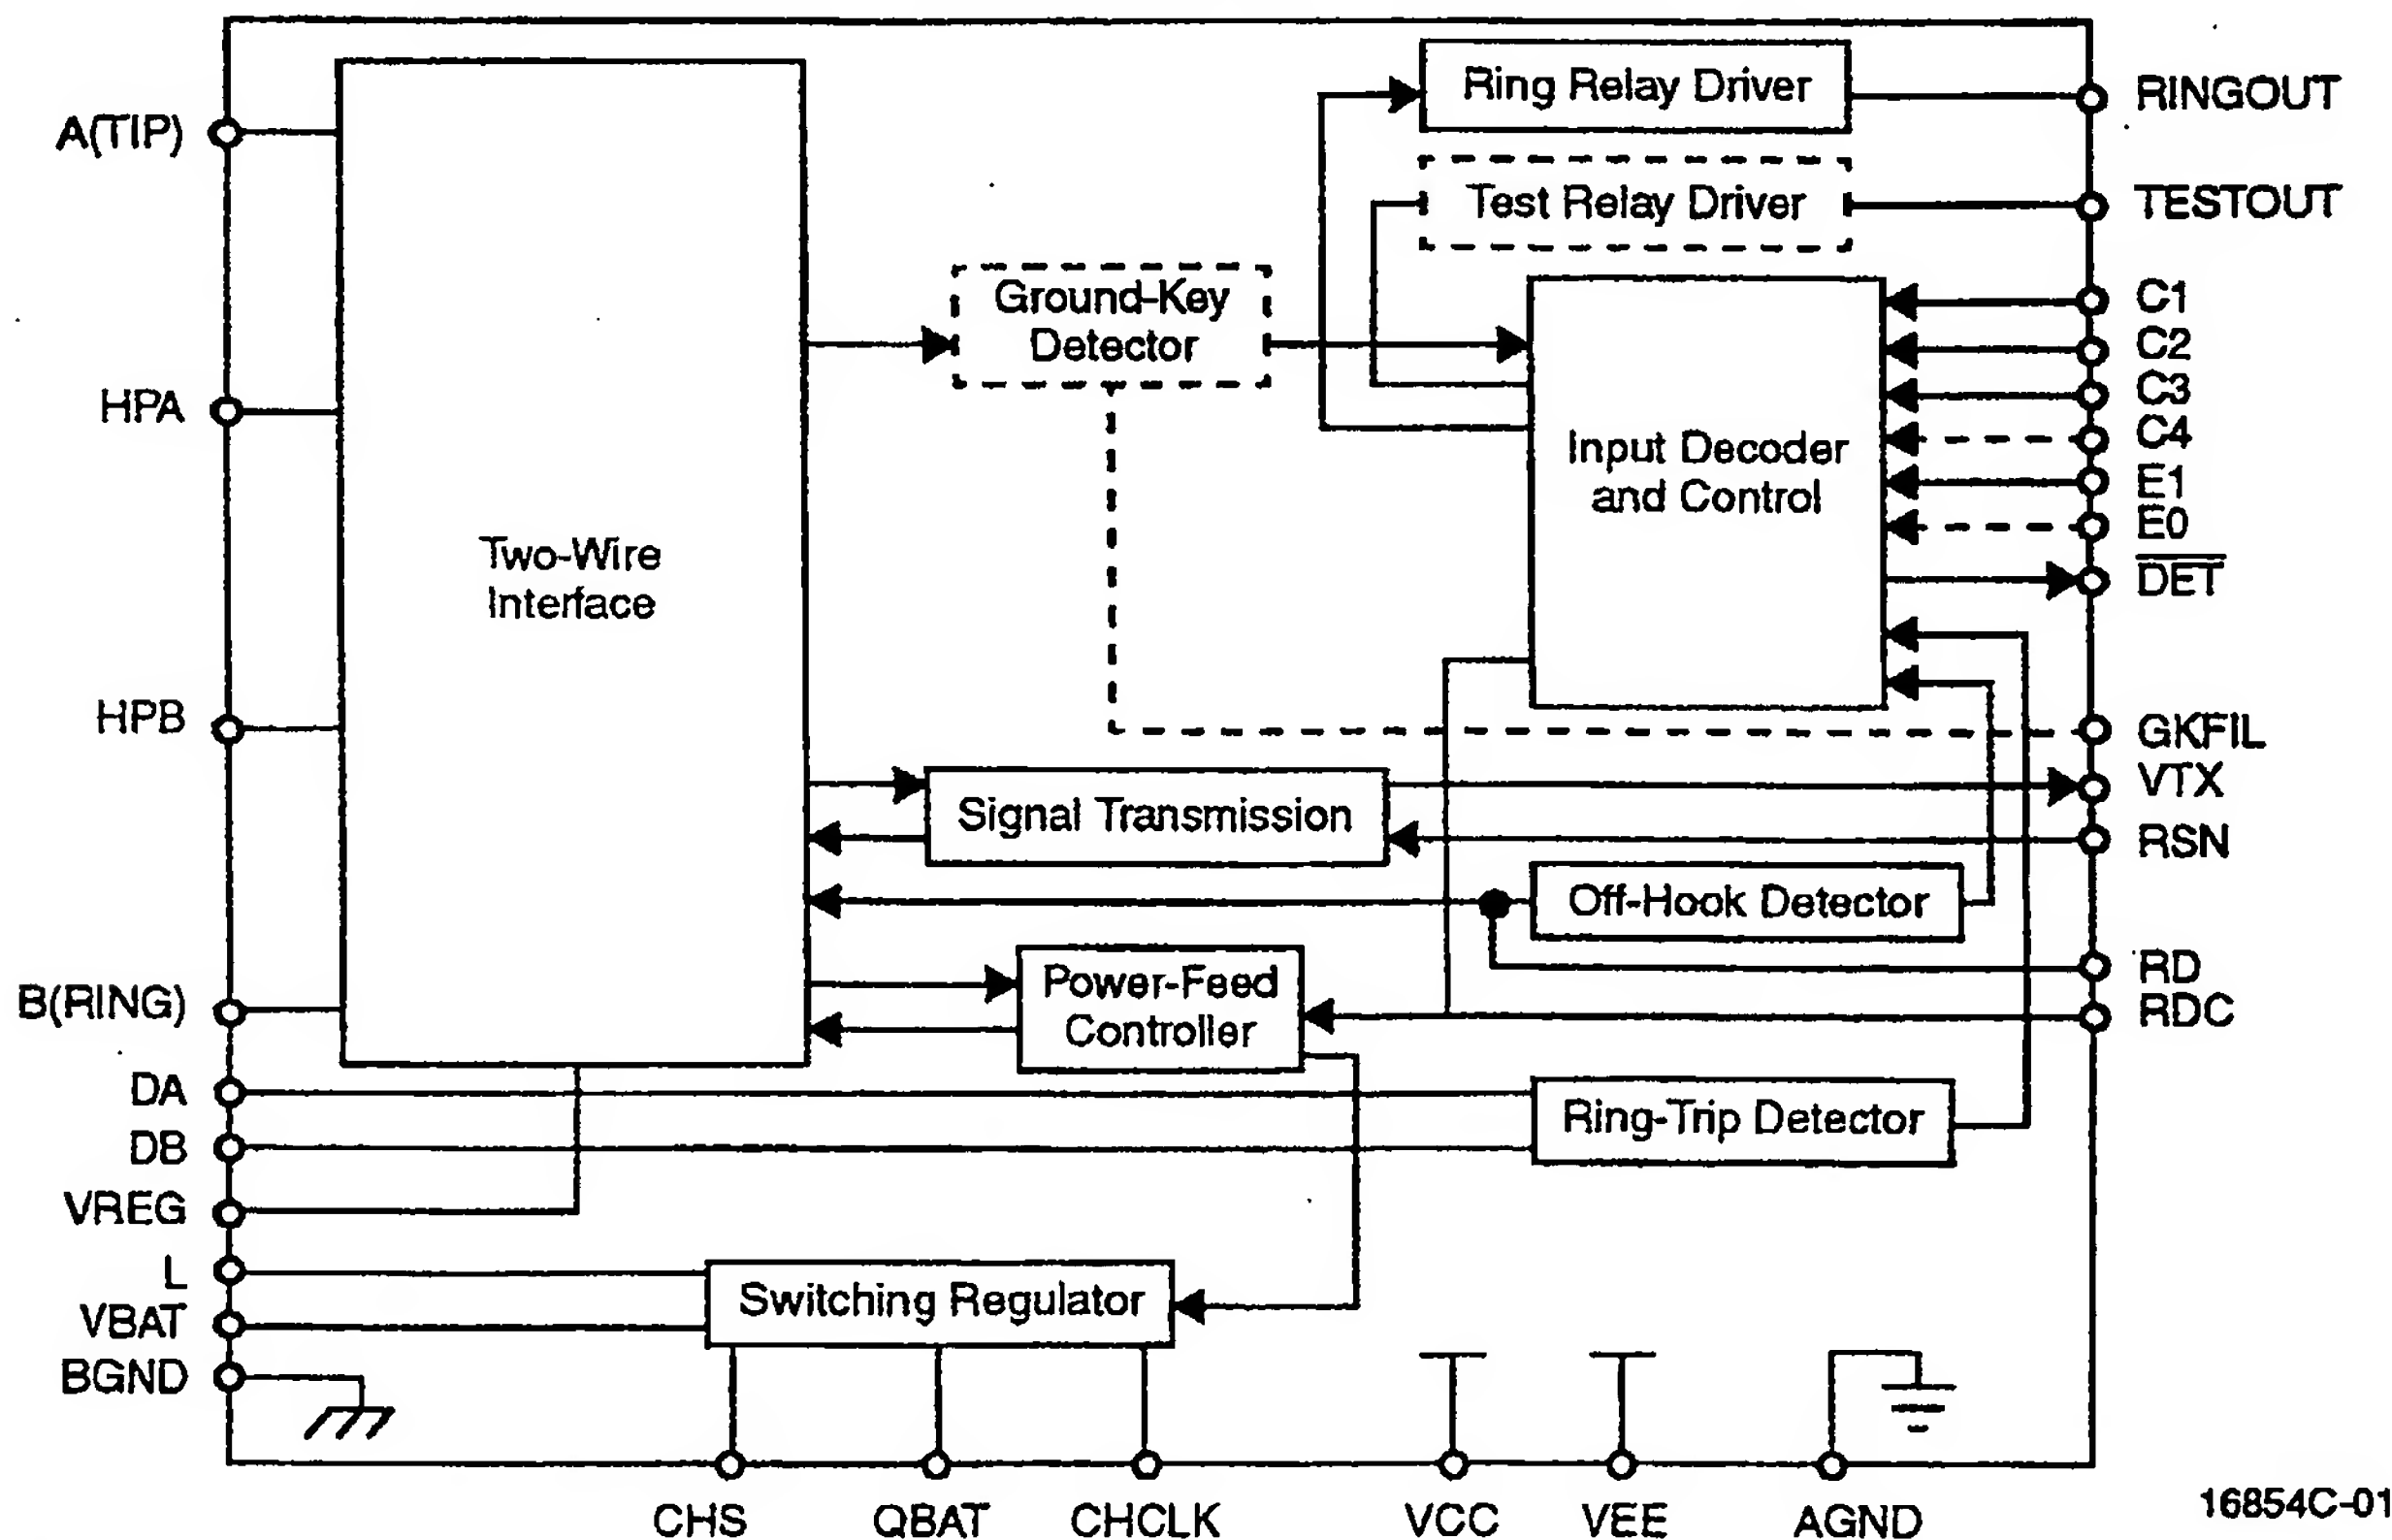 Ring Relay Driver
RINGOUT
A(TIP)
Test Relay Driver
TESTOUT
Ground-Key
Detector
C1
C2
C3
C4
E1
E0
DET
HPA
Input Decoder
and Control
Two-Wire
Interface
HPB
GKFIL
VTX
RSN
Signal Transmission
Off-Hook Detector
RD
RDC
Power-Feed
Controller
B(RING)
DA
DB
Ring-Trip Detector
VREG
L
VBAT
BGND
Switching Regulator
CHS
QBAT
CHCLK
VCC
VEE
AGND
16854C-01